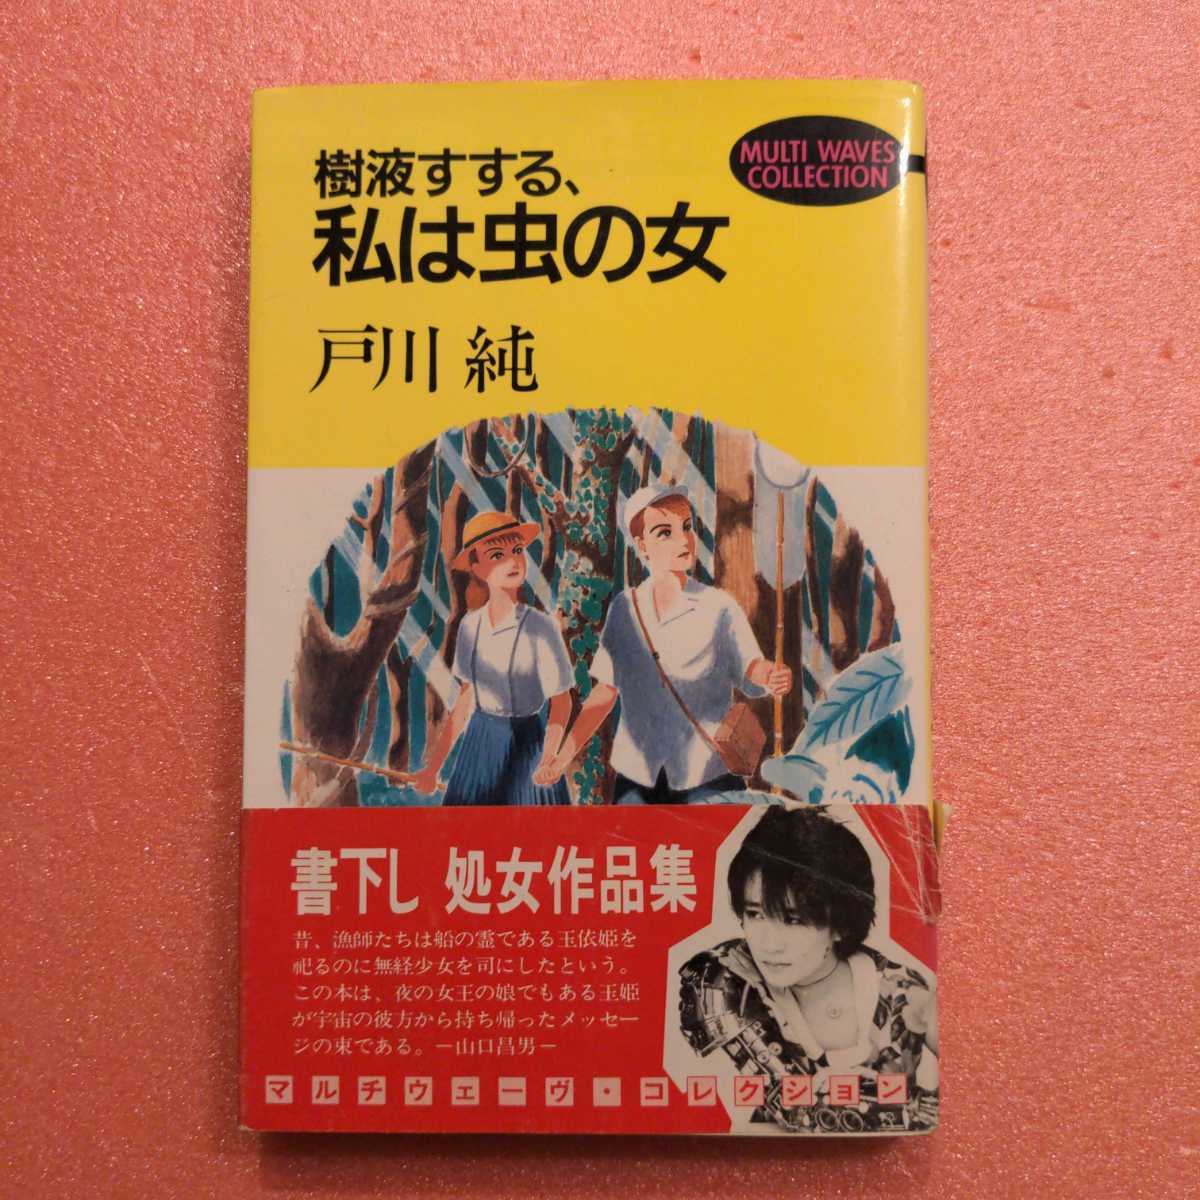 樹液すする、
私は虫の女
MULTI WAVES
COLLECTION
戸川 純
書下し 処女作品集
昔、漁師たちは船の霊である玉依姫を
祀るのに無経少女を司にしたという。
この本は、夜の女王の娘でもある玉姫
が宇宙の彼方から持ち帰ったメッセー
ジの束である。―山口昌男―
マルチウェーヴ・コレクション